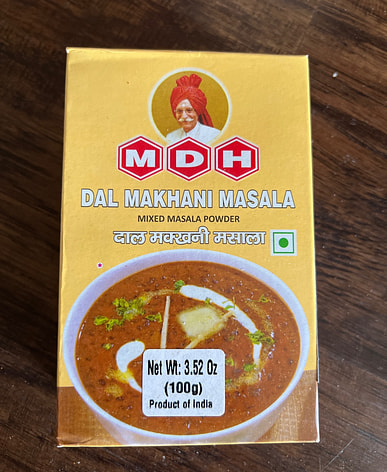 MDH
DAL MAKHANI MASALA
MIXED MASALA POWDER
दाल मक्खनी मसाला
Net Wt: 3.52 Oz
(100g)
Product of India